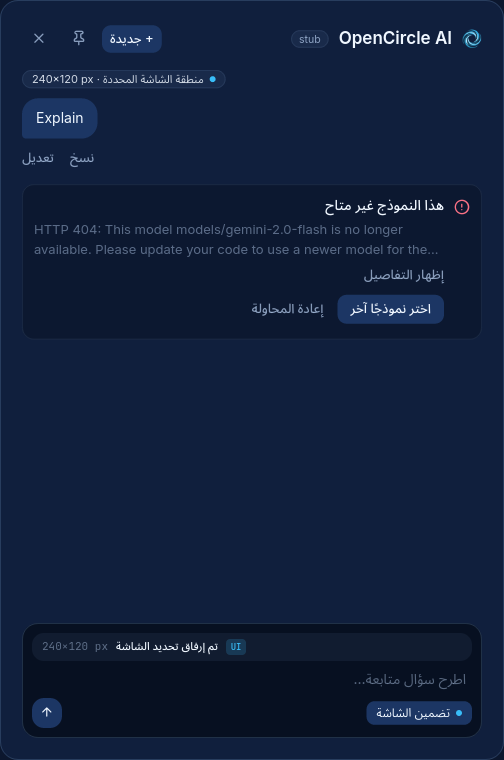 OpenCircle AI
stub
+ جديدة
منطقة الشاشة المحددة · 240×120 px
Explain
نسخ
تعديل
هذا النموذج غير متاح
HTTP 404: This model models/gemini-2.0-flash is no longer
available. Please update your code to use a newer model for the...
إظهار التفاصيل
اختر نموذجًا آخر
إعادة المحاولة
UI تم إرفاق تحديد الشاشة 240×120 px
اطرح سؤال متابعة...
تضمين الشاشة